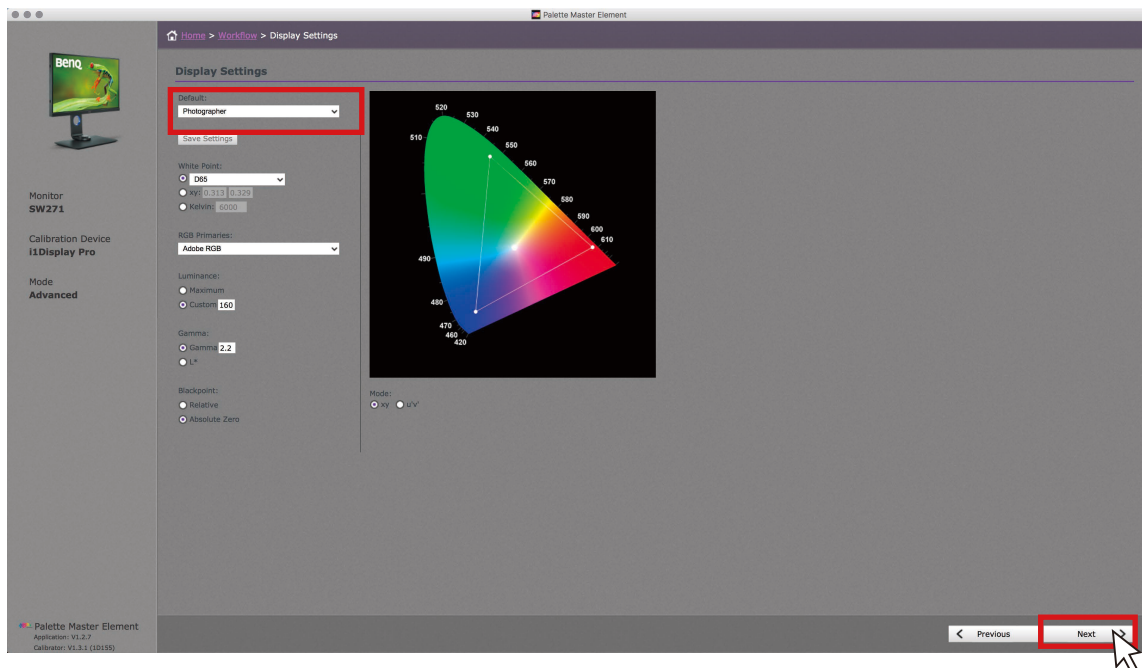 Palette Master Element
Home > Workflow > Display Settings
BenQ
Monitor
SW271
Calibration Device
i1Display Pro
Mode
Advanced
Display Settings
Default:
Photographer
Save Settings
White Point:
D65
xy: 0.313 0.329
Kelvin: 6000
RGB Primaries:
Adobe RGB
Luminance:
Maximum
Custom 160
Gamma:
Gamma 2.2
L*
Blackpoint:
Relative
Absolute Zero
520
530
540
510
550
560
570
580
590
600
610
490
480
470
460
420
Mode:
xy u'v'
Palette Master Element
Application: V1.2.7
Calibrator: V1.3.1 (10155)
Previous
Next